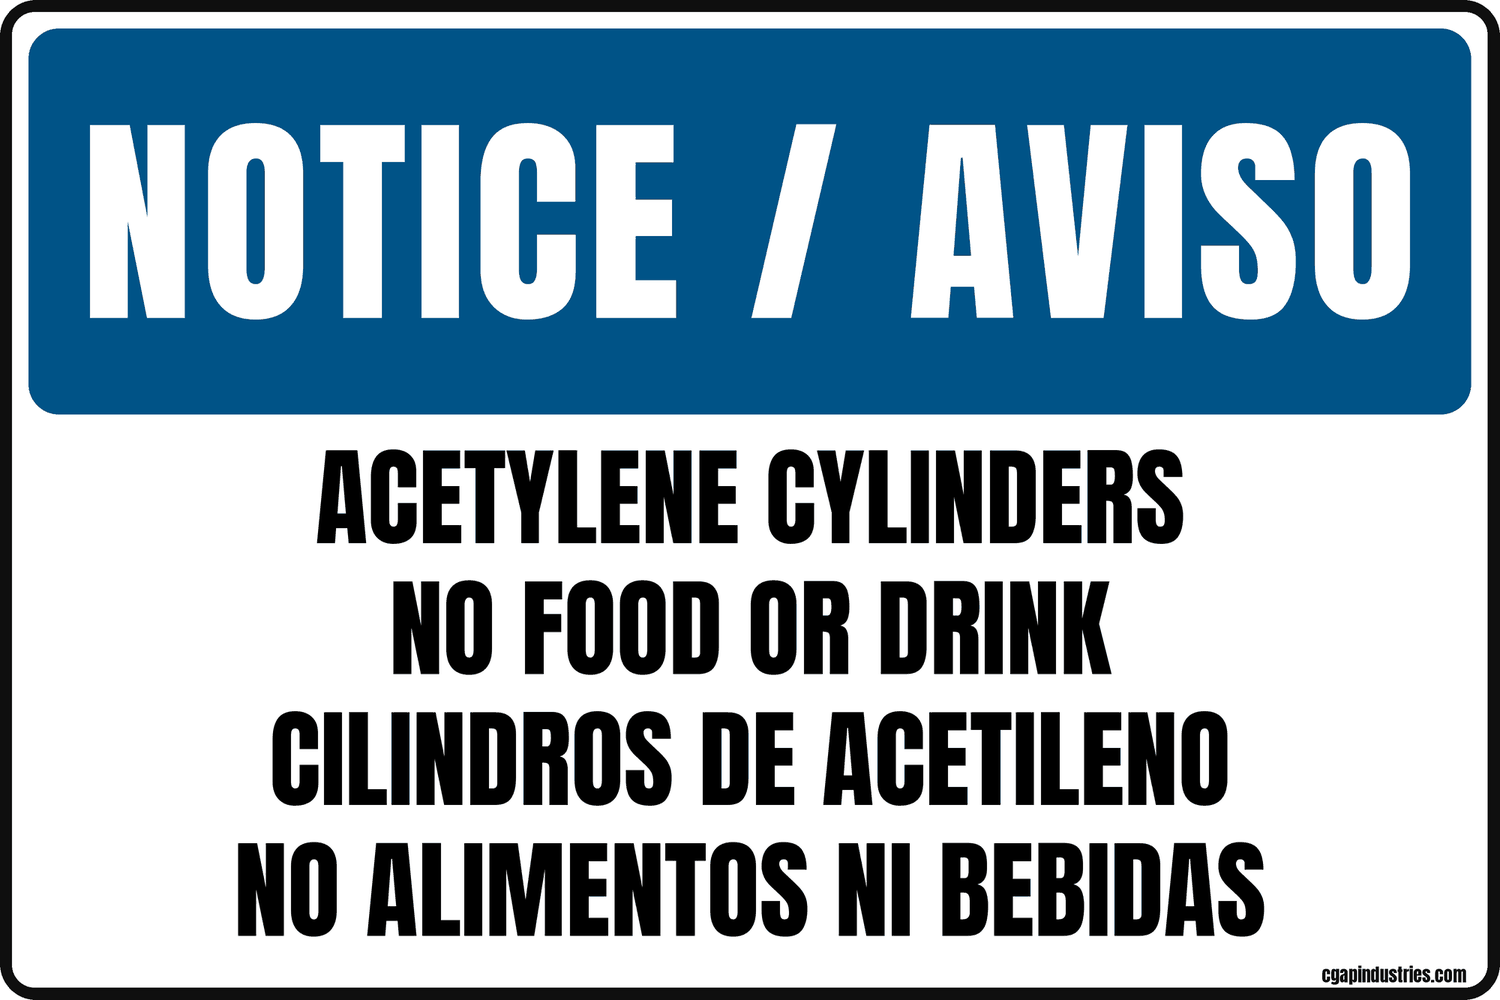 NOTICE / AVISO
ACETYLENE CYLINDERS
NO FOOD OR DRINK
CILINDROS DE ACETILENO
NO ALIMENTOS NI BEBIDAS
cgapindustries.com